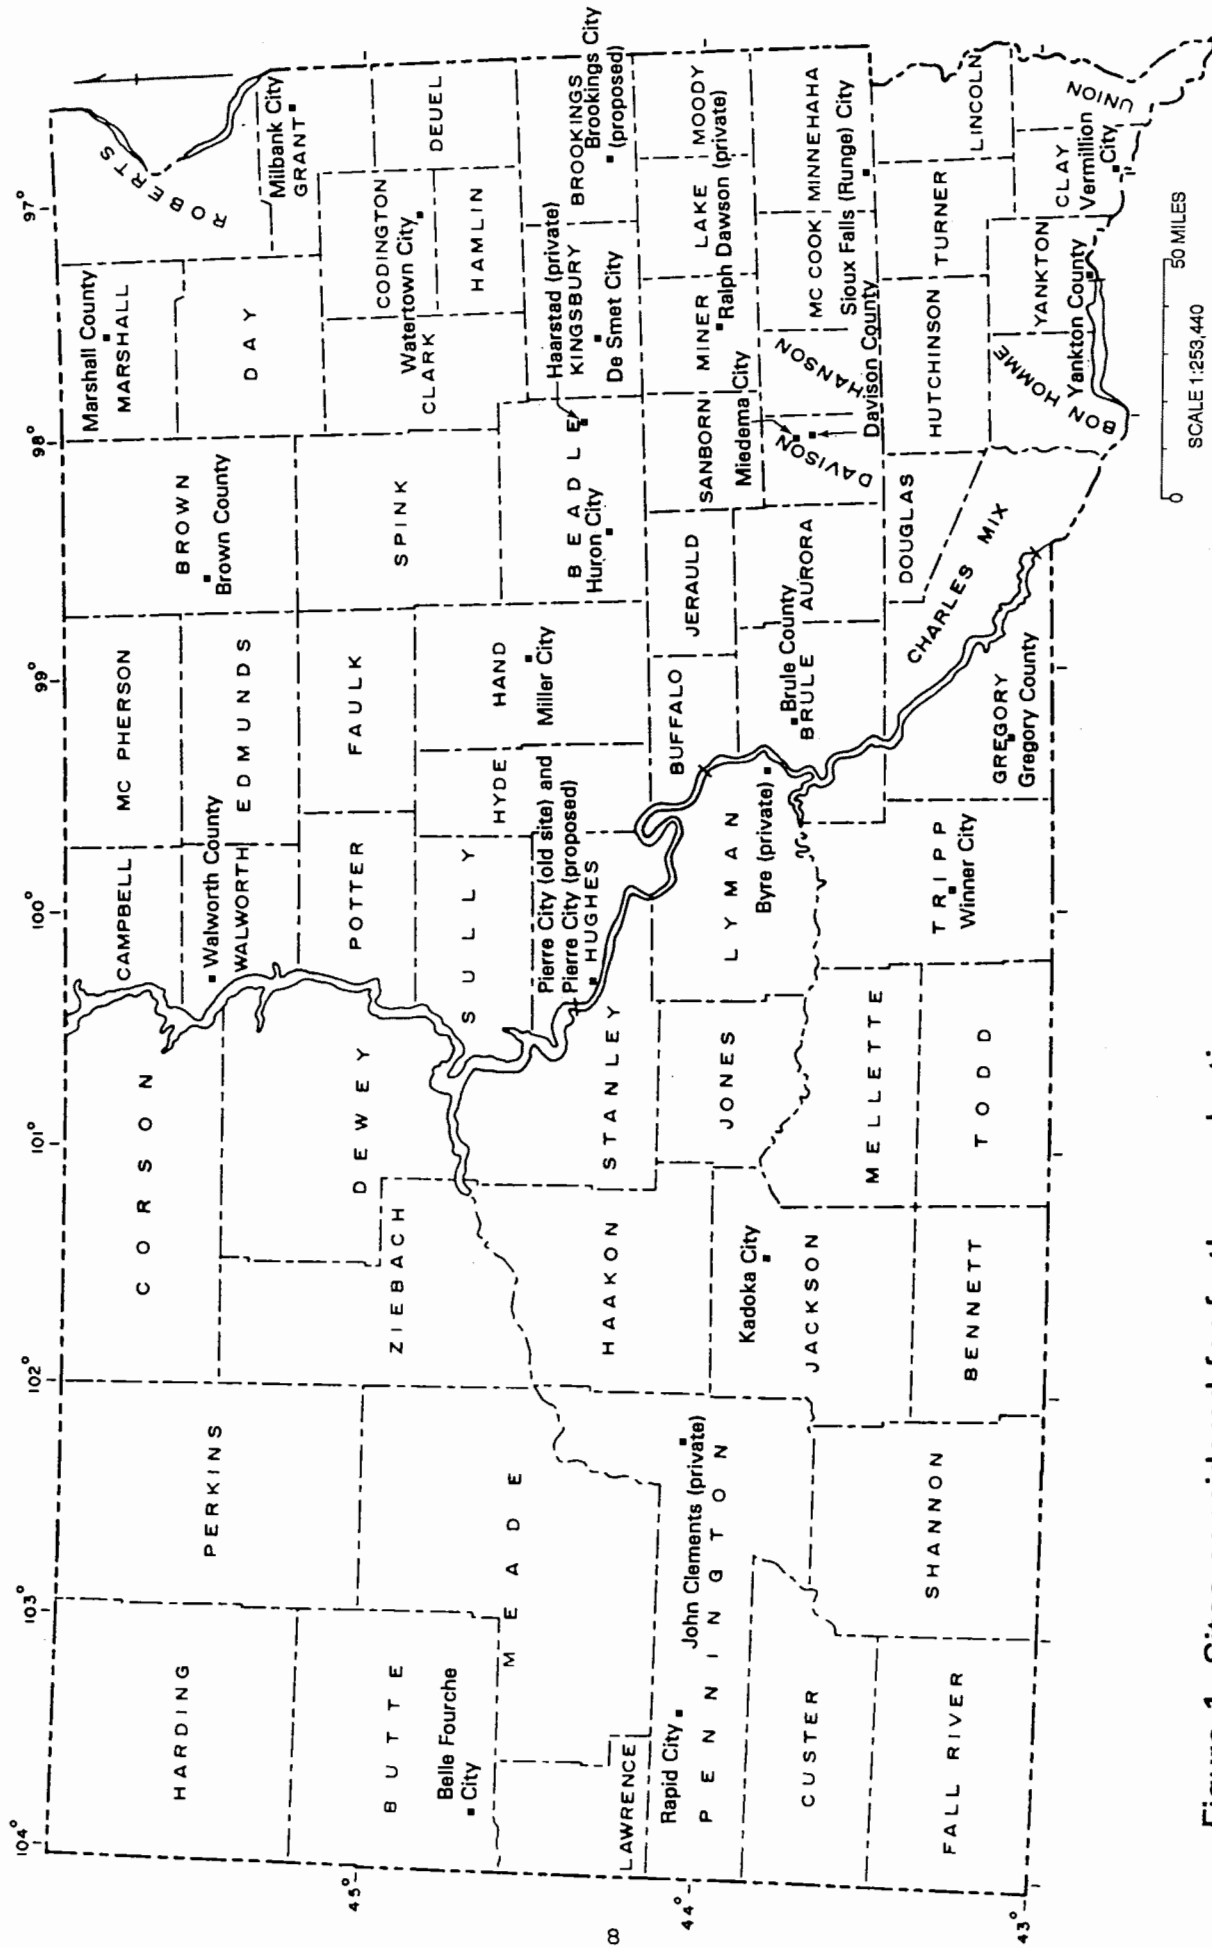 104°
103°
102°
101°
100°
99°
98°
97°
45°
44°
43°
HARDING
PERKINS
CORSON
CAMPBELL
MC PHERSON
BROWN
Brown County
Marshall County
MARSHALL
ROBERTS
Walworth County
WALWORTH
EDMUNDS
DAY
Milbank City
GRANT
BUTTE
Belle Fourche
City
ZIEBACH
DEWEY
POTTER
FAULK
SPINK
CLARK
Watertown City
CODINGTON
DEUEL
HAMLIN
MEADE
SULLY
HYDE
HAND
Miller City
BEADLE
Huron City
Haarstad (private)
KINGSBURY
De Smet City
BROOKINGS
Brookings City
(proposed)
LAWRENCE
HAAKON
STANLEY
Pierre City (old site) and
Pierre City (proposed)
HUGHES
Rapid City
PENNINGTON
John Clements (private)
Kadoka City
JACKSON
JONES
LYMAN
Byre (private)
BUFFALO
JERAULD
SANBORN
MINER
LAKE
MOODY
Ralph Dawson (private)
Brule County
BRULE
AURORA
Miedema City
DAVISON
Davison County
HANSON
MC COOK
MINNEHAHA
Sioux Falls (Runge) City
CUSTER
MELLETTE
FALL RIVER
SHANNON
BENNETT
TODD
TRIPP
Winner City
GREGORY
Gregory County
CHARLES MIX
DOUGLAS
HUTCHINSON
TURNER
LINCOLN
BON HOMME
YANKTON
Yankton County
CLAY
Vermillion
City
UNION
0 50 MILES
SCALE 1:253,440
8